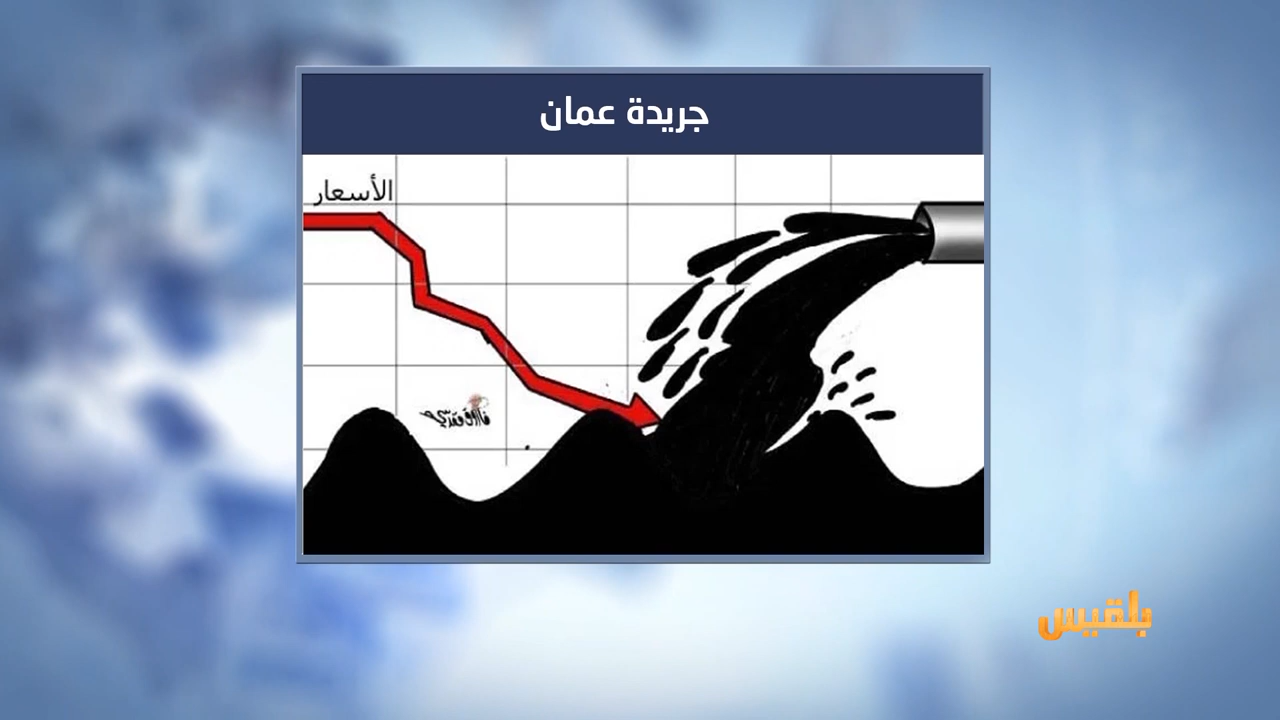 جريدة عمان
الأسعار
بلقيس